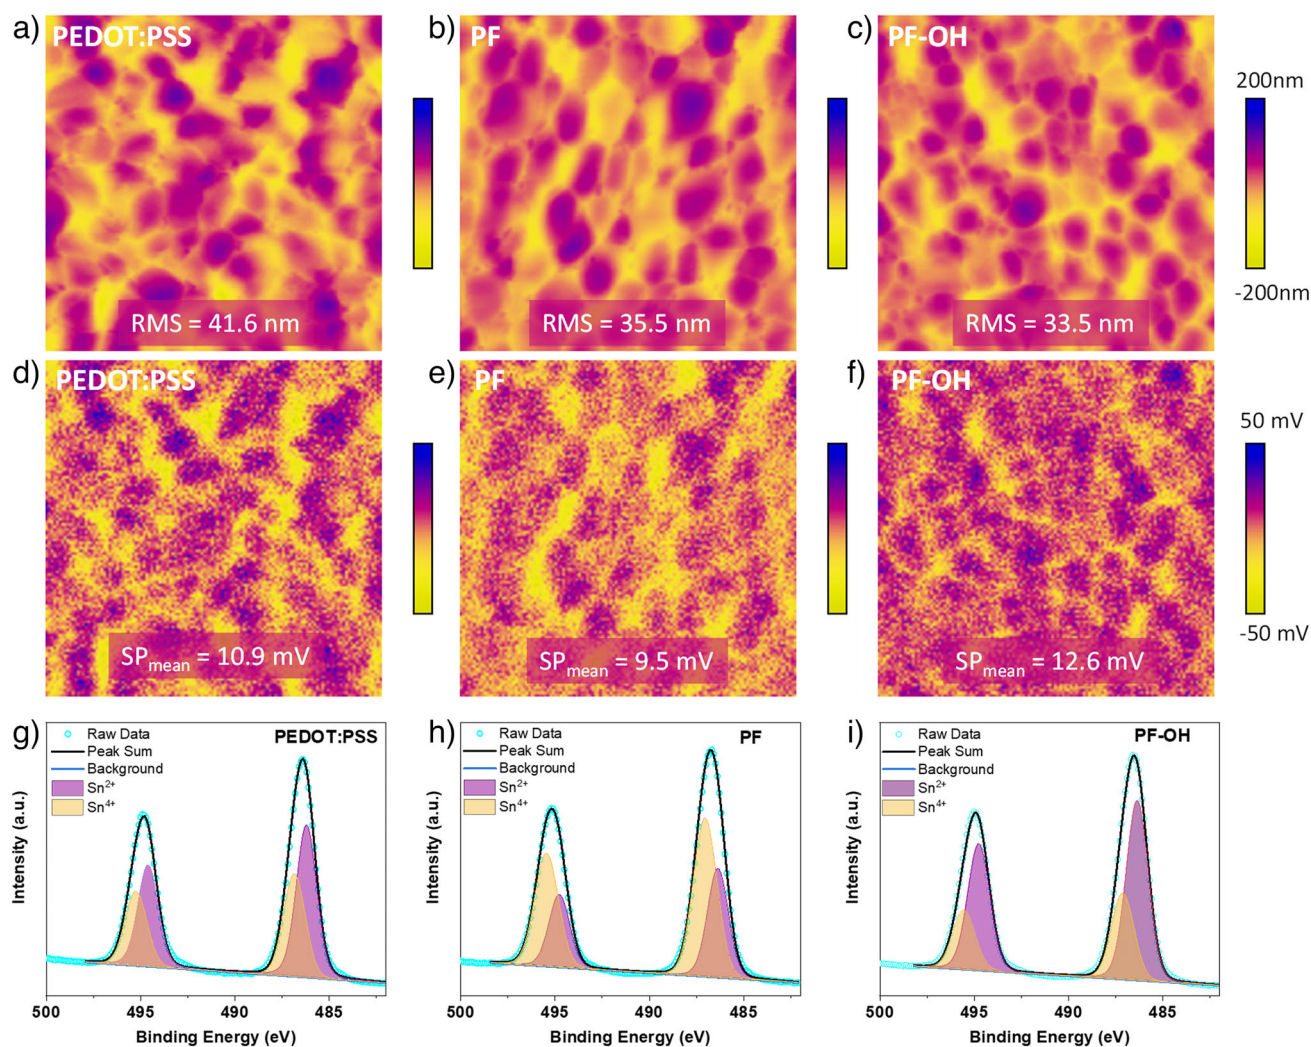 a) PEDOT:PSS
RMS = 41.6 nm
b) PF
RMS = 35.5 nm
c) PF-OH
RMS = 33.5 nm
200nm
-200nm
d) PEDOT:PSS
SPmean = 10.9 mV
e) PF
SPmean = 9.5 mV
f) PF-OH
SPmean = 12.6 mV
50 mV
-50 mV
g) PEDOT:PSS
Raw Data
Peak Sum
Background
Sn2+
Sn4+
Intensity (a.u.)
500 495 490 485
Binding Energy (eV)
h) PF
Raw Data
Peak Sum
Background
Sn2+
Sn4+
Intensity (a.u.)
500 495 490 485
Binding Energy (eV)
i) PF-OH
Raw Data
Peak Sum
Background
Sn2+
Sn4+
Intensity (a.u.)
500 495 490 485
Binding Energy (eV)